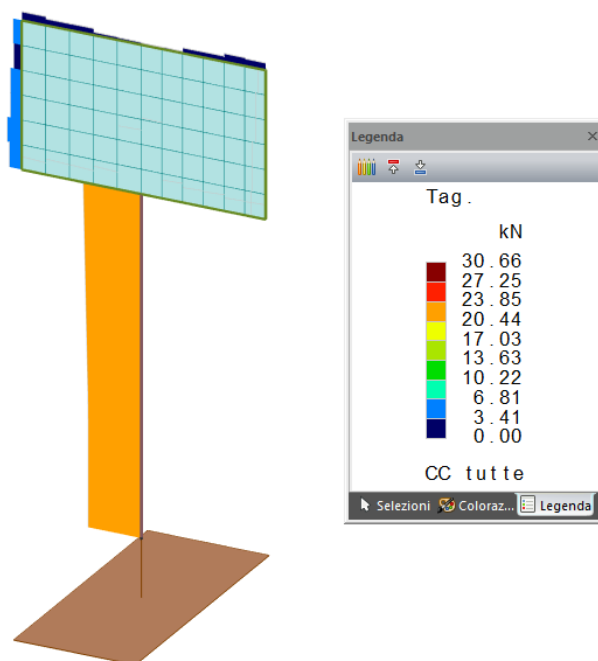 Legenda
Tag.
kN
30.66
27.25
23.85
20.44
17.03
13.63
10.22
6.81
3.41
0.00
CC tutte
Selezioni Coloraz... Legenda